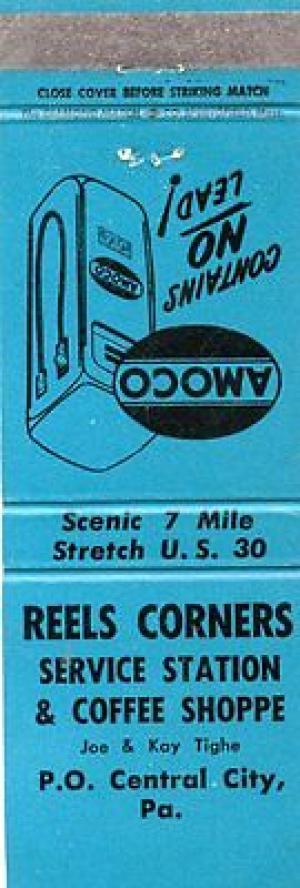 CLOSE COVER BEFORE STRIKING MATCH
CONTAINS
NO
LEAD!
AMOCO
AMOCO
Scenic 7 Mile
Stretch U.S. 30
REELS CORNERS
SERVICE STATION
& COFFEE SHOPPE
Joe & Kay Tighe
P.O. Central City,
Pa.